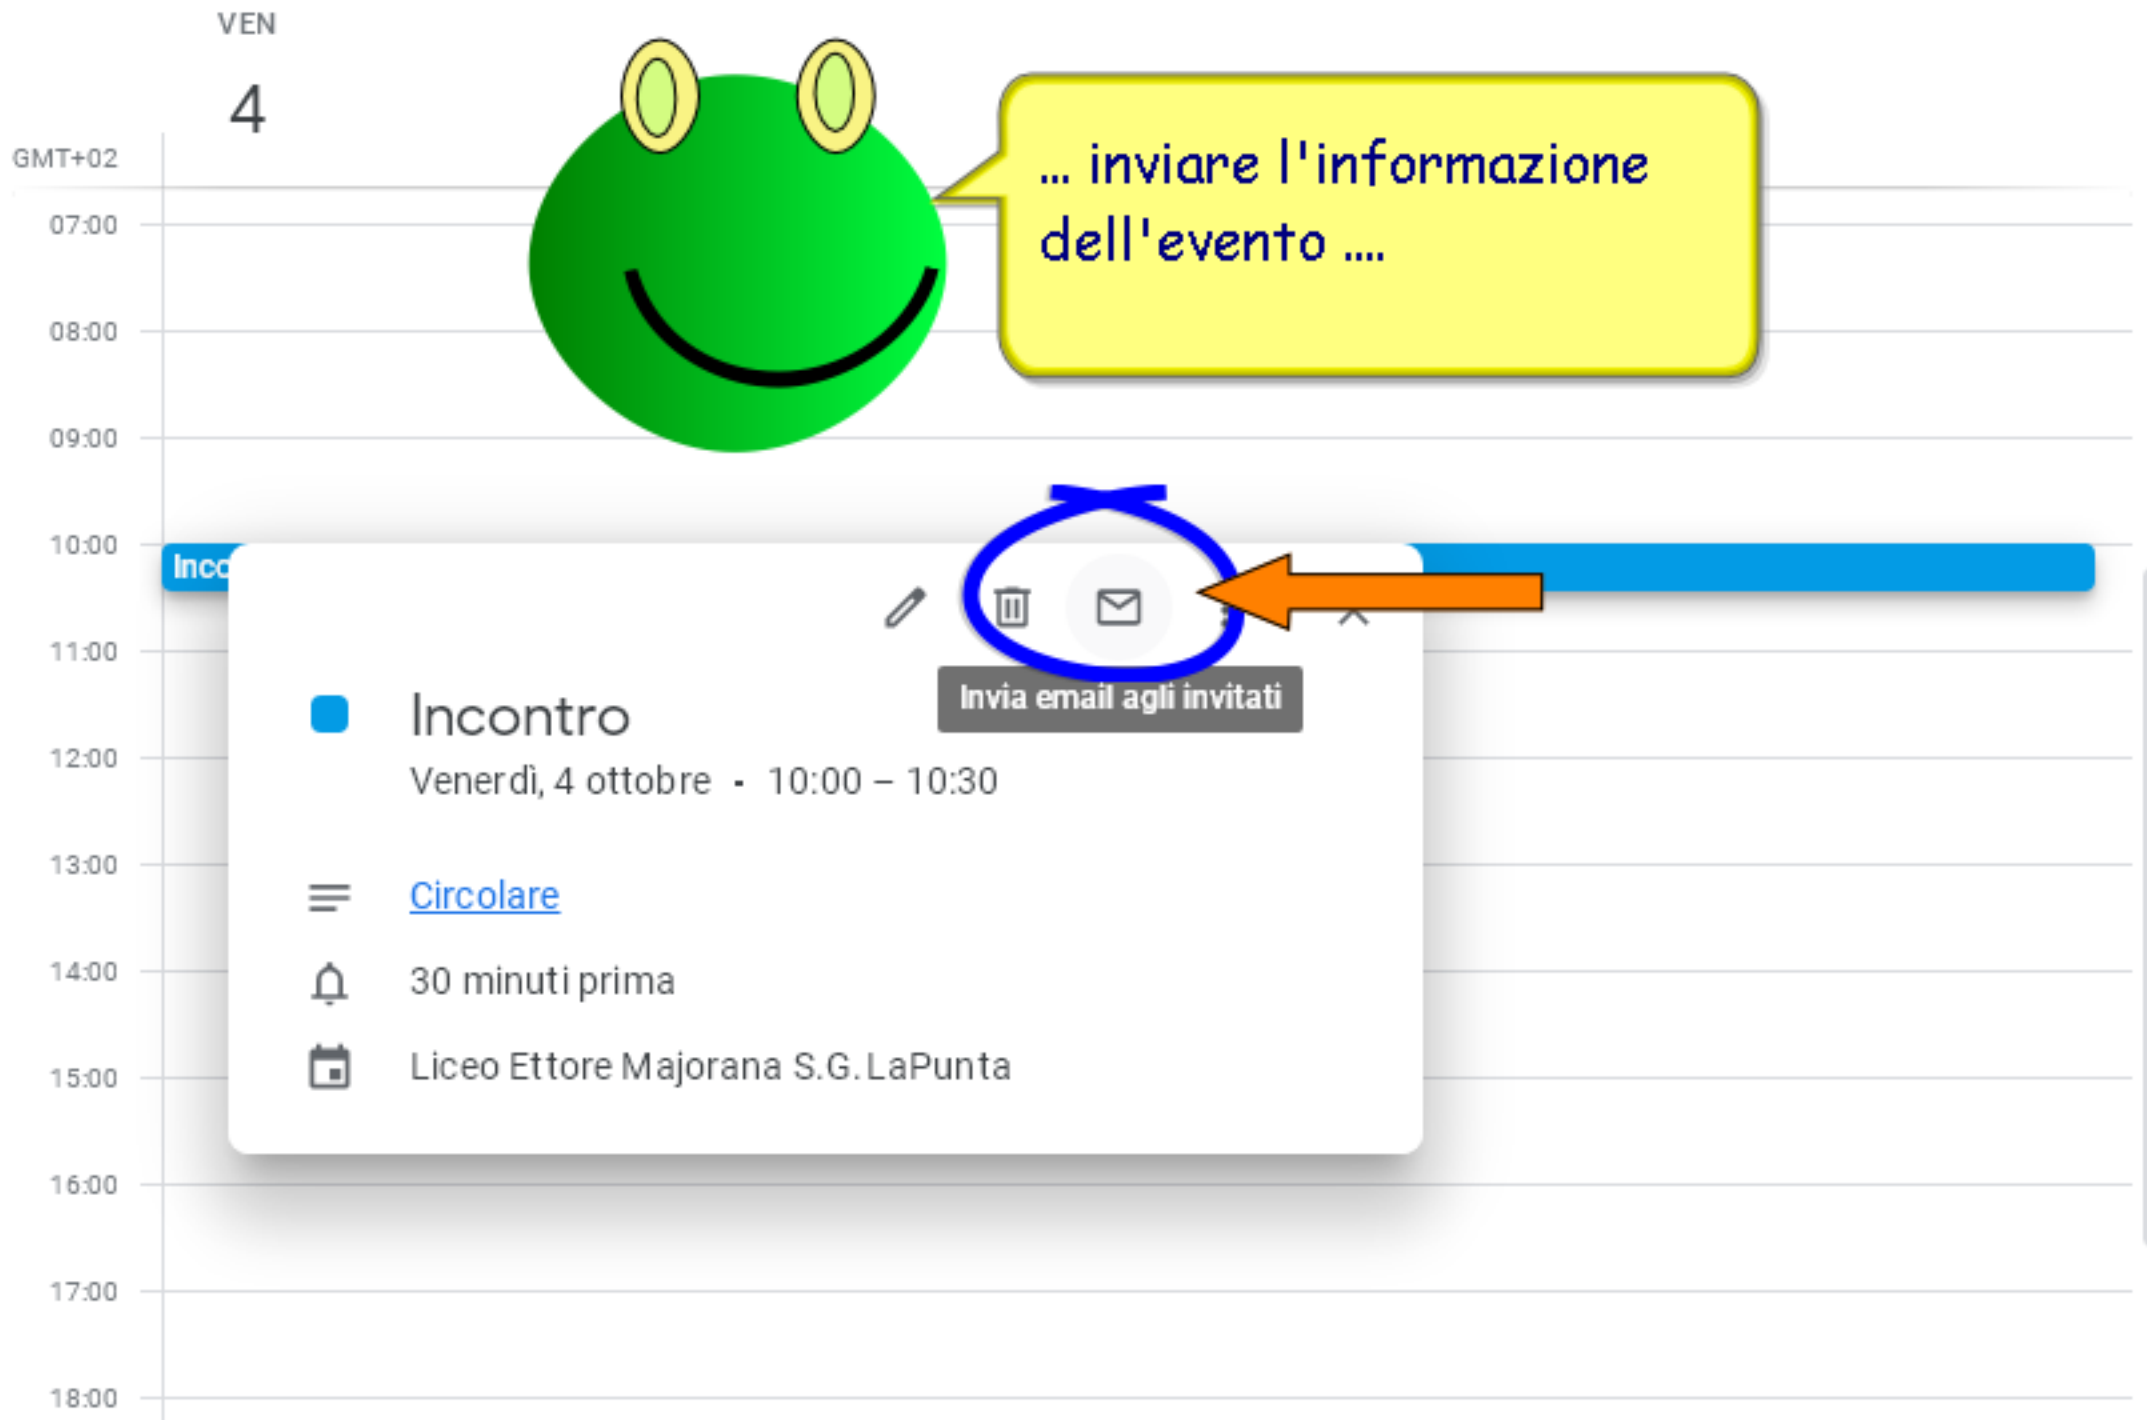 VEN
4
GMT+02
... inviare l'informazione
dell'evento ....
07:00
08:00
09:00
10:00
Inco
Invia email agli invitati
11:00
Incontro
12:00
Venerdì, 4 ottobre • 10:00 – 10:30
13:00
Circolare
14:00
30 minuti prima
15:00
Liceo Ettore Majorana S.G.LaPunta
16:00
17:00
18:00